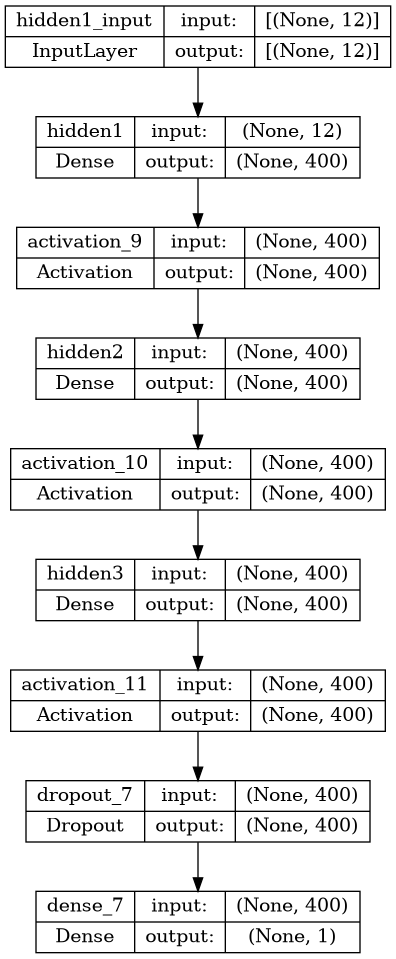 hidden1_input input: [(None, 12)]
InputLayer output: [(None, 12)]
hidden1 input: (None, 12)
Dense output: (None, 400)
activation_9 input: (None, 400)
Activation output: (None, 400)
hidden2 input: (None, 400)
Dense output: (None, 400)
activation_10 input: (None, 400)
Activation output: (None, 400)
hidden3 input: (None, 400)
Dense output: (None, 400)
activation_11 input: (None, 400)
Activation output: (None, 400)
dropout_7 input: (None, 400)
Dropout output: (None, 400)
dense_7 input: (None, 400)
Dense output: (None, 1)